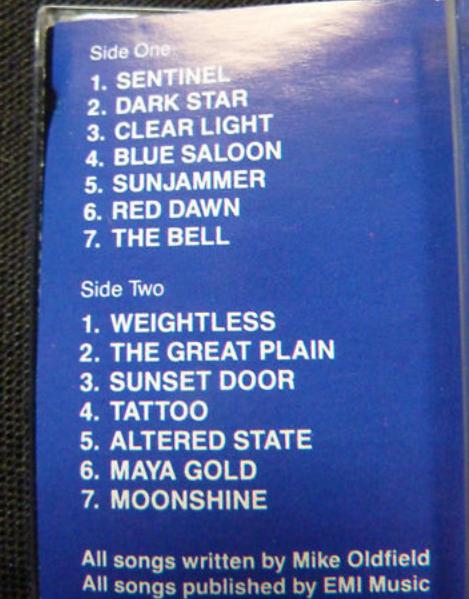 Side One
1. SENTINEL
2. DARK STAR
3. CLEAR LIGHT
4. BLUE SALOON
5. SUNJAMMER
6. RED DAWN
7. THE BELL
Side Two
1. WEIGHTLESS
2. THE GREAT PLAIN
3. SUNSET DOOR
4. TATTOO
5. ALTERED STATE
6. MAYA GOLD
7. MOONSHINE
All songs written by Mike Oldfield
All songs published by EMI Music